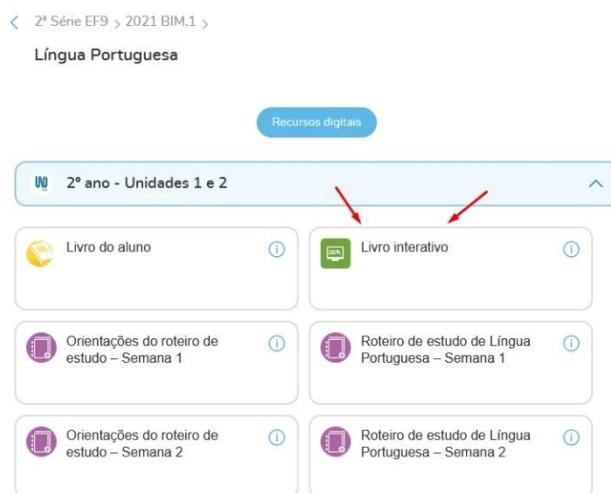 2ª Série EF9 > 2021 BIM.1 >
Língua Portuguesa
Recursos digitais
2º ano - Unidades 1 e 2
Livro do aluno
Livro interativo
Orientações do roteiro de
estudo – Semana 1
Roteiro de estudo de Língua
Portuguesa – Semana 1
Orientações do roteiro de
estudo – Semana 2
Roteiro de estudo de Língua
Portuguesa – Semana 2